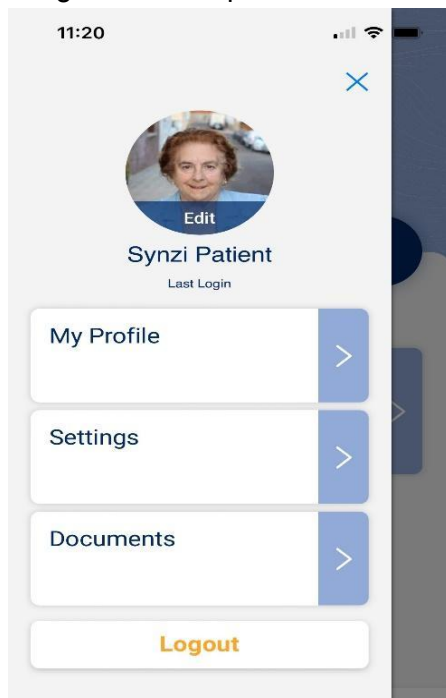 11:20
Edit
Synzi Patient
Last Login
My Profile
Settings
Documents
Logout